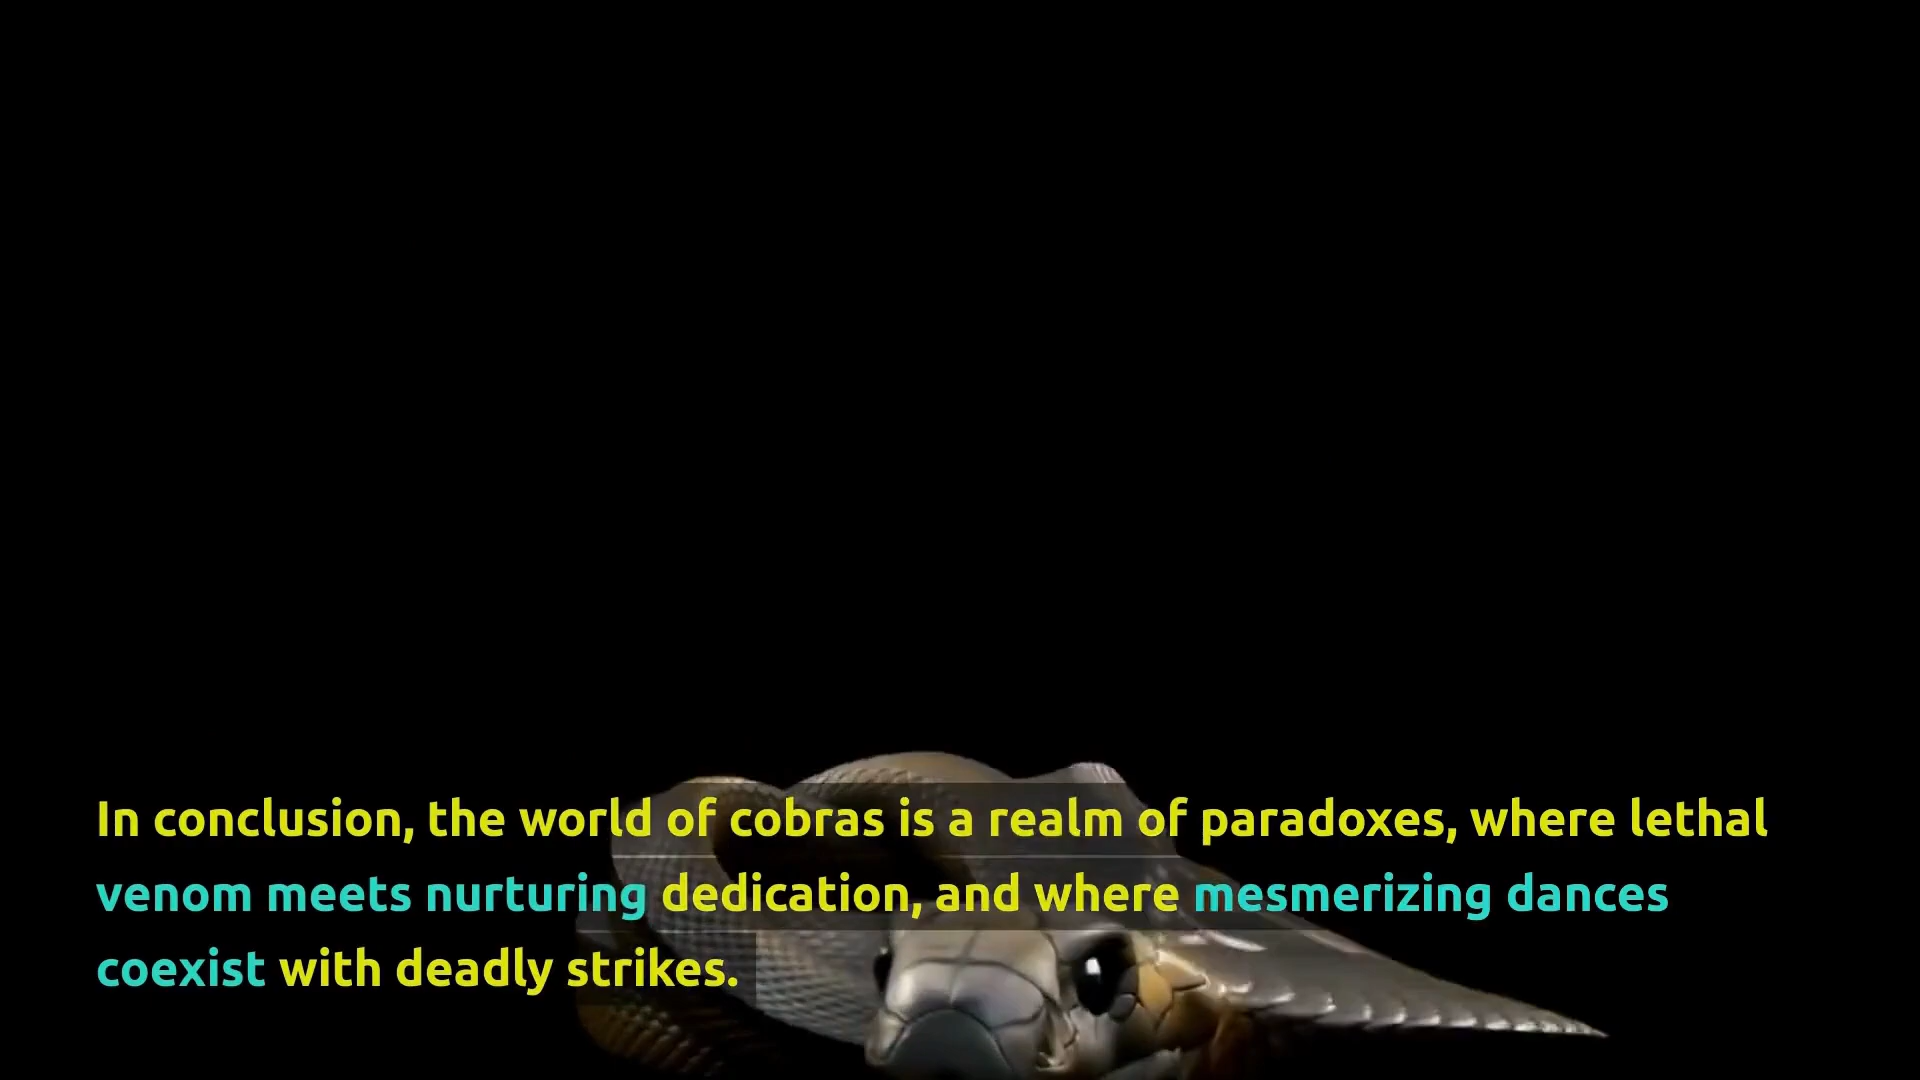 In conclusion, the world of cobras is a realm of paradoxes, where lethal
venom meets nurturing dedication, and where mesmerizing dances
coexist with deadly strikes.